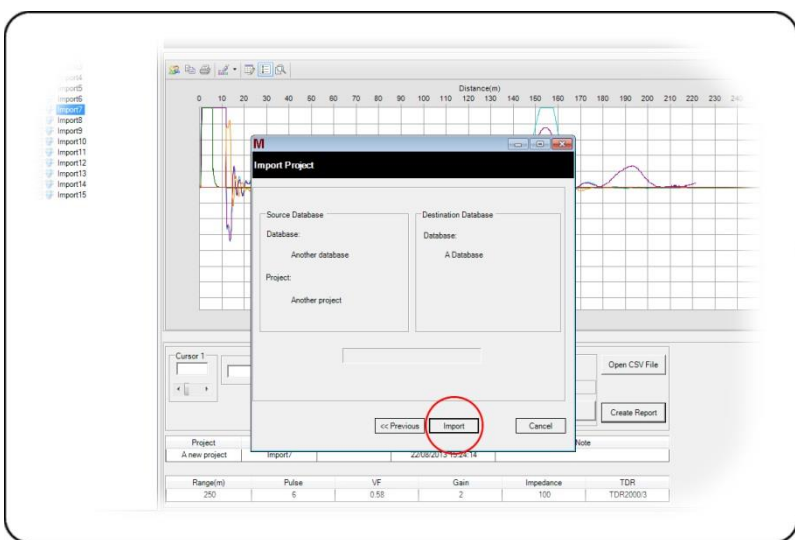 Distance(m)
0 10 20 30 40 50 60 70 80 90 100 110 120 130 140 150 160 170 180 190 200 210 220 230 240
Import4
Import5
Import6
Import7
Import8
Import9
Import10
Import11
Import12
Import13
Import14
Import15
M
Import Project
Source Database
Database:
Another database
Project:
Another project
Destination Database
Database:
A Database
<< Previous
Import
Cancel
Cursor 1
Open CSV File
Create Report
Project Note
A new project Import7 22/08/2013 15:24:14
Range(m) Pulse VF Gain Impedance TDR
250 6 0.58 2 100 TDR2000/3